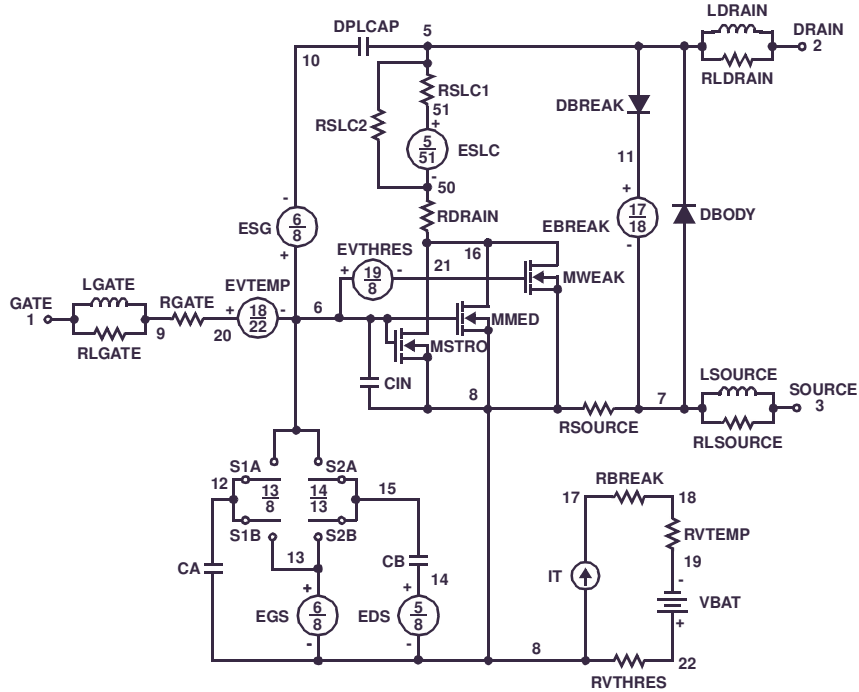 LDRAIN
DPLCAP 5 DRAIN
2
10
RLDRAIN
RSLC1
51
DBREAK
RSLC2
+
5
51
ESLC
11
-
50
-
+
6
8
ESG
RDRAIN
17
18
EBREAK
DBODY
+
EVTHRES
16
-
+ 19 - 21
8
MWEAK
LGATE
EVTEMP
GATE
1
RGATE
+ 18 - 6
22
MMED
9
20
MSTRO
RLGATE
CIN
LSOURCE
8 7
SOURCE
3
RSOURCE
RLSOURCE
S1A S2A
12
13
8
14
13
15
RBREAK
17 18
S1B S2B
RVTEMP
13
CB
19
CA
14
IT
-
+ +
VBAT
EGS
6
8
EDS
5
8
+
- -
8
22
RVTHRES